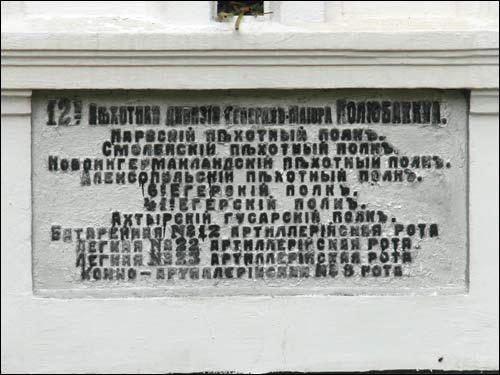 12я Пѣхотная Дивизія Генералъ-Маіора Колюбакина.
Нарвскій пѣхотный полкъ.
Смоленскій пѣхотный полкъ.
Новоингерманландскій пѣхотный полкъ.
Алексопольскій пѣхотный полкъ.
6й Егерскій полкъ.
41й Егерскій полкъ.
Ахтырскій гусарскій полкъ.
Батарейная №12 артиллерійская рота
Легкая №22 артиллерійская рота
Легкая №23 артиллерійская рота
Конно-артиллерійская №8 рота